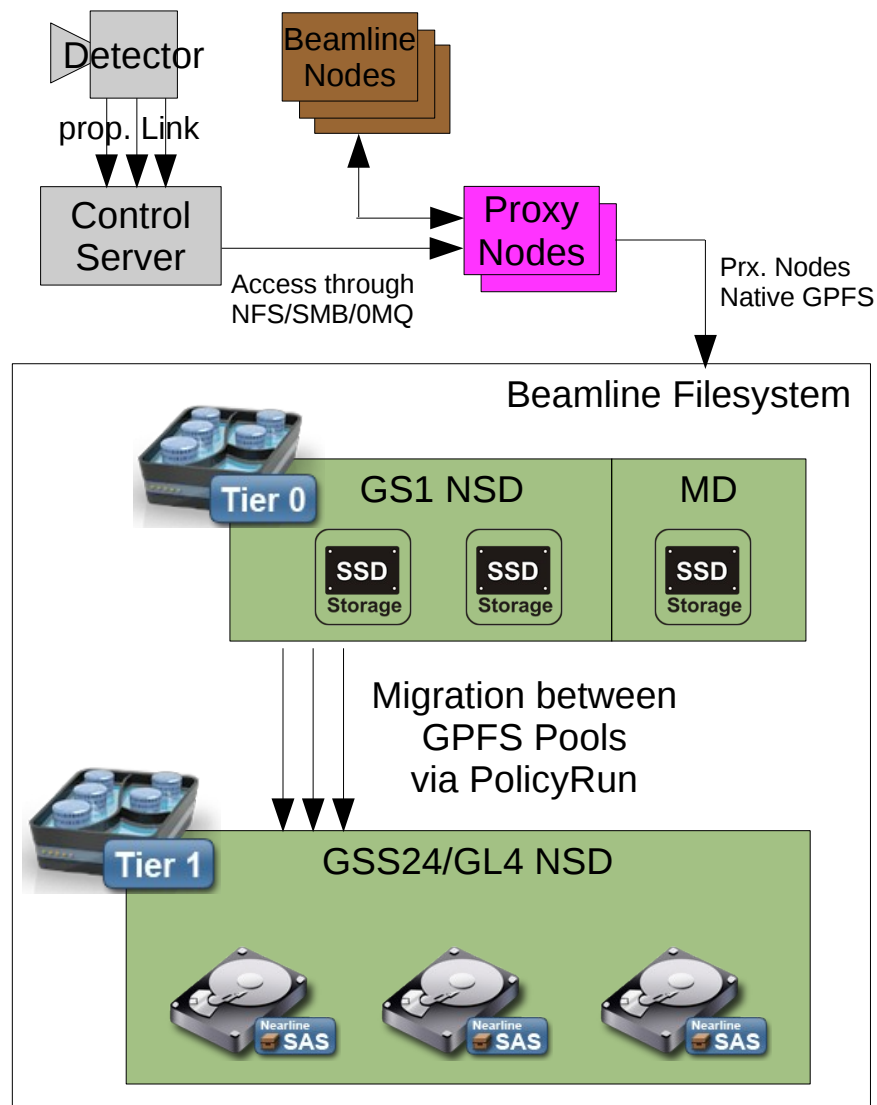 Detector
prop. Link
Control
Server
Beamline
Nodes
Proxy
Nodes
Access through
NFS/SMB/0MQ
Prx. Nodes
Native GPFS
Beamline Filesystem
Tier 0
GS1 NSD
MD
SSD
Storage
SSD
Storage
SSD
Storage
Migration between
GPFS Pools
via PolicyRun
Tier 1
GSS24/GL4 NSD
Nearline
SAS
Nearline
SAS
Nearline
SAS